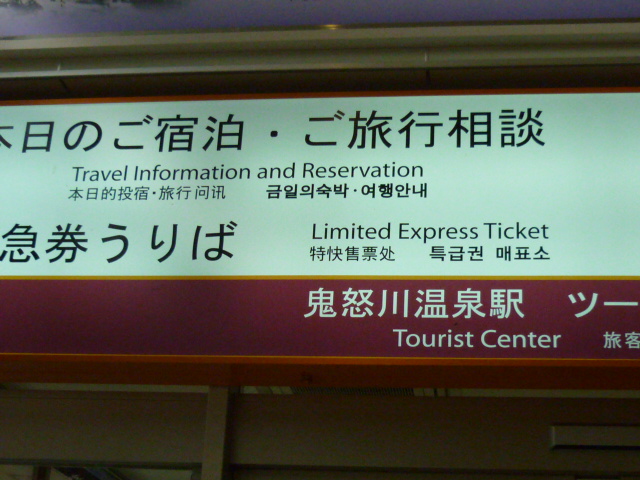 本日のご宿泊・ご旅行相談
Travel Information and Reservation
本日的投宿·旅行问讯 금일의숙박·여행안내
急券うりば
Limited Express Ticket
特快售票处 특급권 매표소
鬼怒川温泉駅 ツー
Tourist Center 旅客